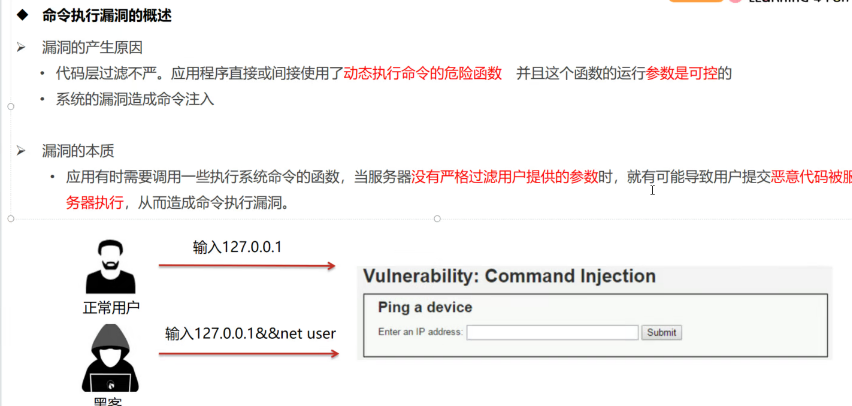 ◆ 命令执行漏洞的概述
➢ 漏洞的产生原因
• 代码层过滤不严。应用程序直接或间接使用了动态执行命令的危险函数 并且这个函数的运行参数是可控的
• 系统的漏洞造成命令注入
➢ 漏洞的本质
• 应用有时需要调用一些执行系统命令的函数，当服务器没有严格过滤用户提供的参数时，就有可能导致用户提交恶意代码被服
务器执行，从而造成命令执行漏洞。
输入127.0.0.1
正常用户
输入127.0.0.1&&net user
黑客
Vulnerability: Command Injection
Ping a device
Enter an IP address:
Submit